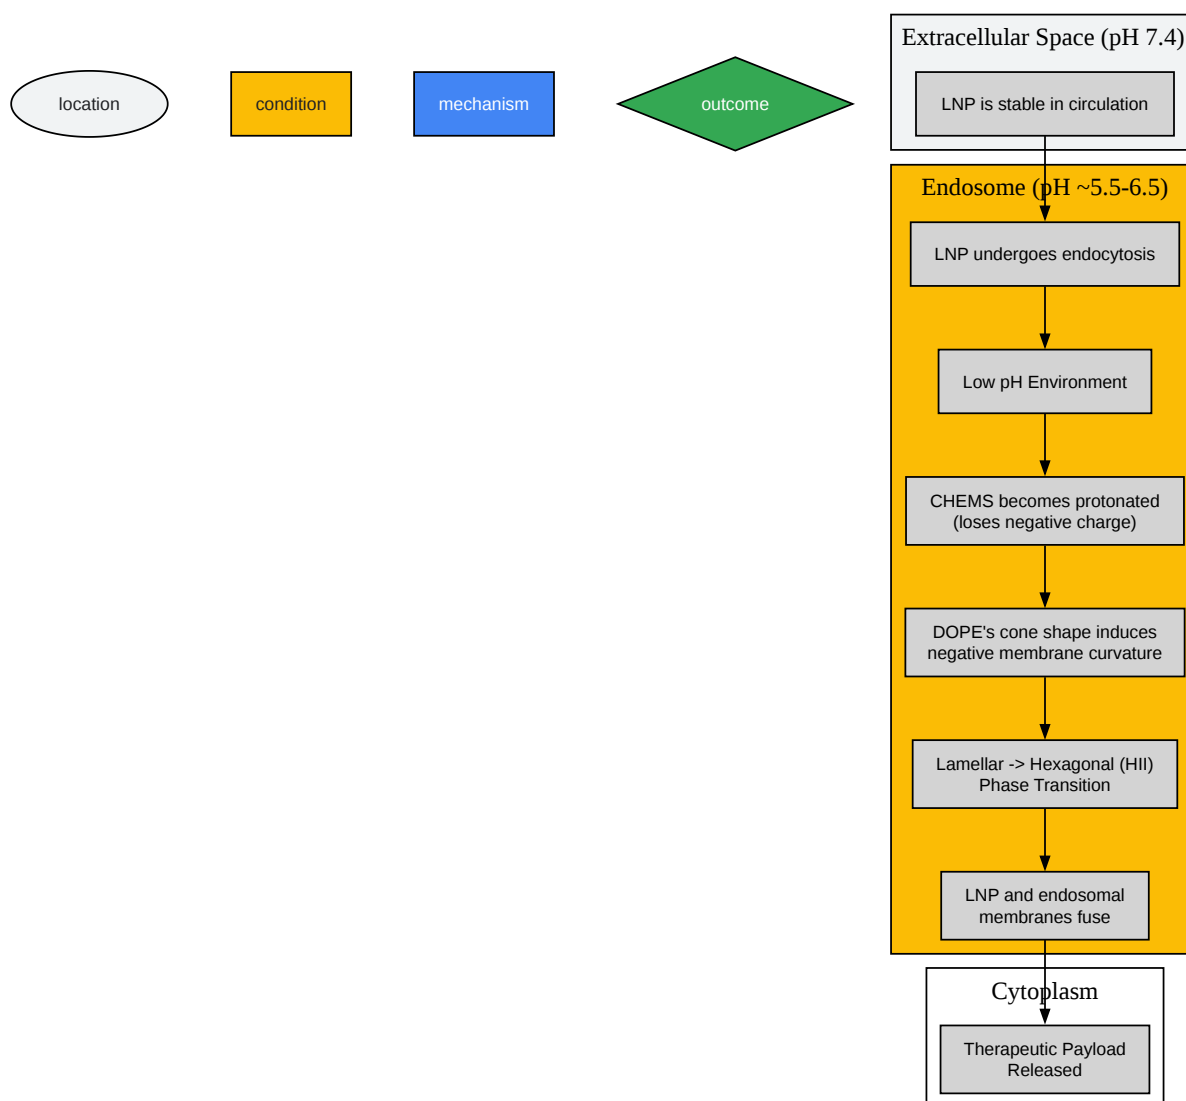 location
condition
mechanism
outcome
Extracellular Space (pH 7.4)
LNP is stable in circulation
Endosome (pH ~5.5-6.5)
LNP undergoes endocytosis
Low pH Environment
CHEMS becomes protonated
(loses negative charge)
DOPE's cone shape induces
negative membrane curvature
Lamellar -> Hexagonal (HII)
Phase Transition
LNP and endosomal
membranes fuse
Cytoplasm
Therapeutic Payload
Released